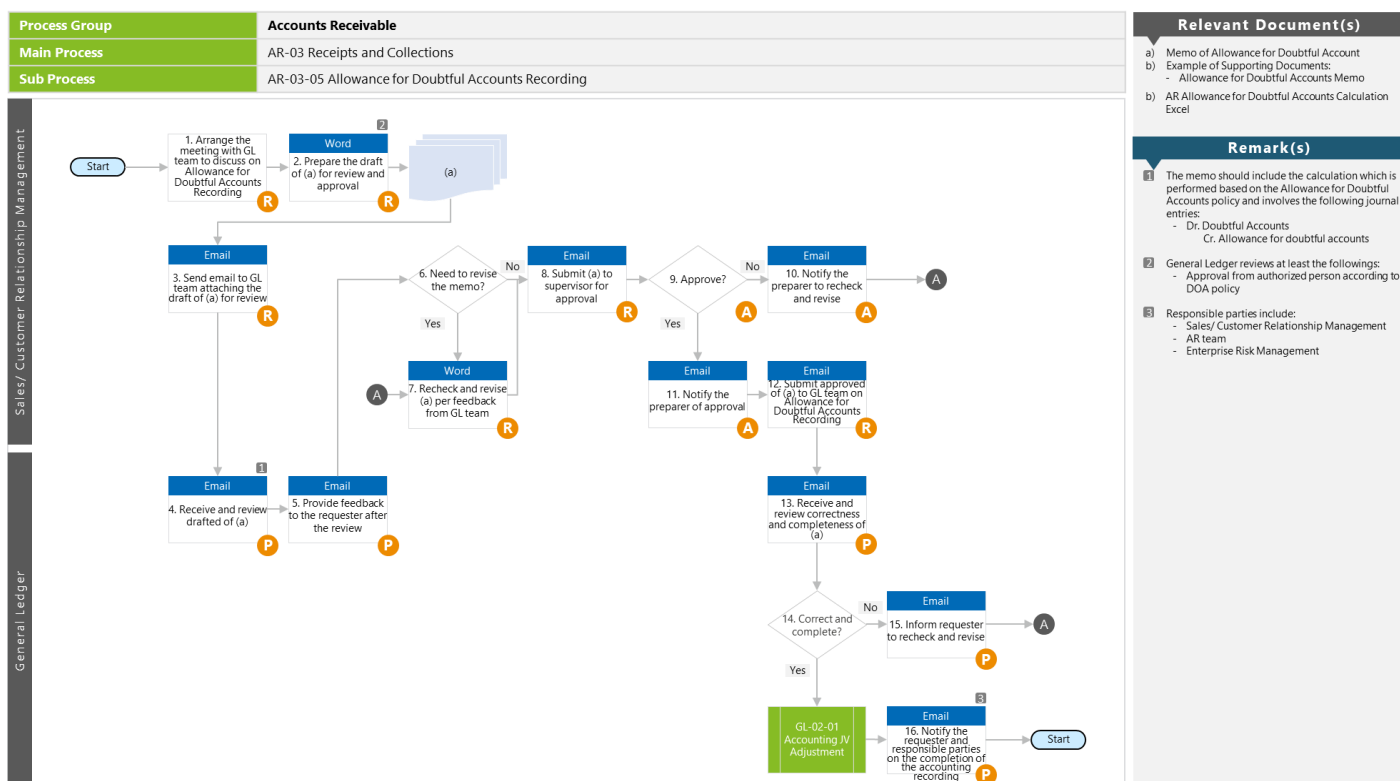 Process Group
Accounts Receivable
Main Process
AR-03 Receipts and Collections
Sub Process
AR-03-05 Allowance for Doubtful Accounts Recording
Sales/ Customer Relationship Management
Start
1. Arrange the
meeting with GL
team to discuss on
Allowance for
Doubtful Accounts
Recording
R
2
Word
2. Prepare the draft
of (a) for review and
approval
R
(a)
Email
3. Send email to GL
team attaching the
draft of (a) for review
R
6. Need to revise
the memo?
No
Yes
Email
8. Submit (a) to
supervisor for
approval
R
9. Approve?
A
No
Yes
Email
10. Notify the
preparer to recheck
and revise
A
A
A
Word
7. Recheck and revise
(a) per feedback
from GL team
R
Email
11. Notify the
preparer of approval
A
Email
12. Submit approved
of (a) to GL team on
Allowance for
Doubtful Accounts
Recording
R
General Ledger
1
Email
4. Receive and review
drafted of (a)
P
Email
5. Provide feedback
to the requester after
the review
P
Email
13. Receive and
review correctness
and completeness of
(a)
P
14. Correct and
complete?
No
Yes
Email
15. Inform requester
to recheck and revise
P
A
GL-02-01
Accounting JV
Adjustment
3
Email
16. Notify the
requester and
responsible parties
on the completion of
the accounting
recording
P
Start
Relevant Document(s)
a) Memo of Allowance for Doubtful Account
b) Example of Supporting Documents:
- Allowance for Doubtful Accounts Memo
b) AR Allowance for Doubtful Accounts Calculation
Excel
Remark(s)
1 The memo should include the calculation which is
performed based on the Allowance for Doubtful
Accounts policy and involves the following journal
entries:
- Dr. Doubtful Accounts
Cr. Allowance for doubtful accounts
2 General Ledger reviews at least the followings:
- Approval from authorized person according to
DOA policy
3 Responsible parties include:
- Sales/ Customer Relationship Management
- AR team
- Enterprise Risk Management